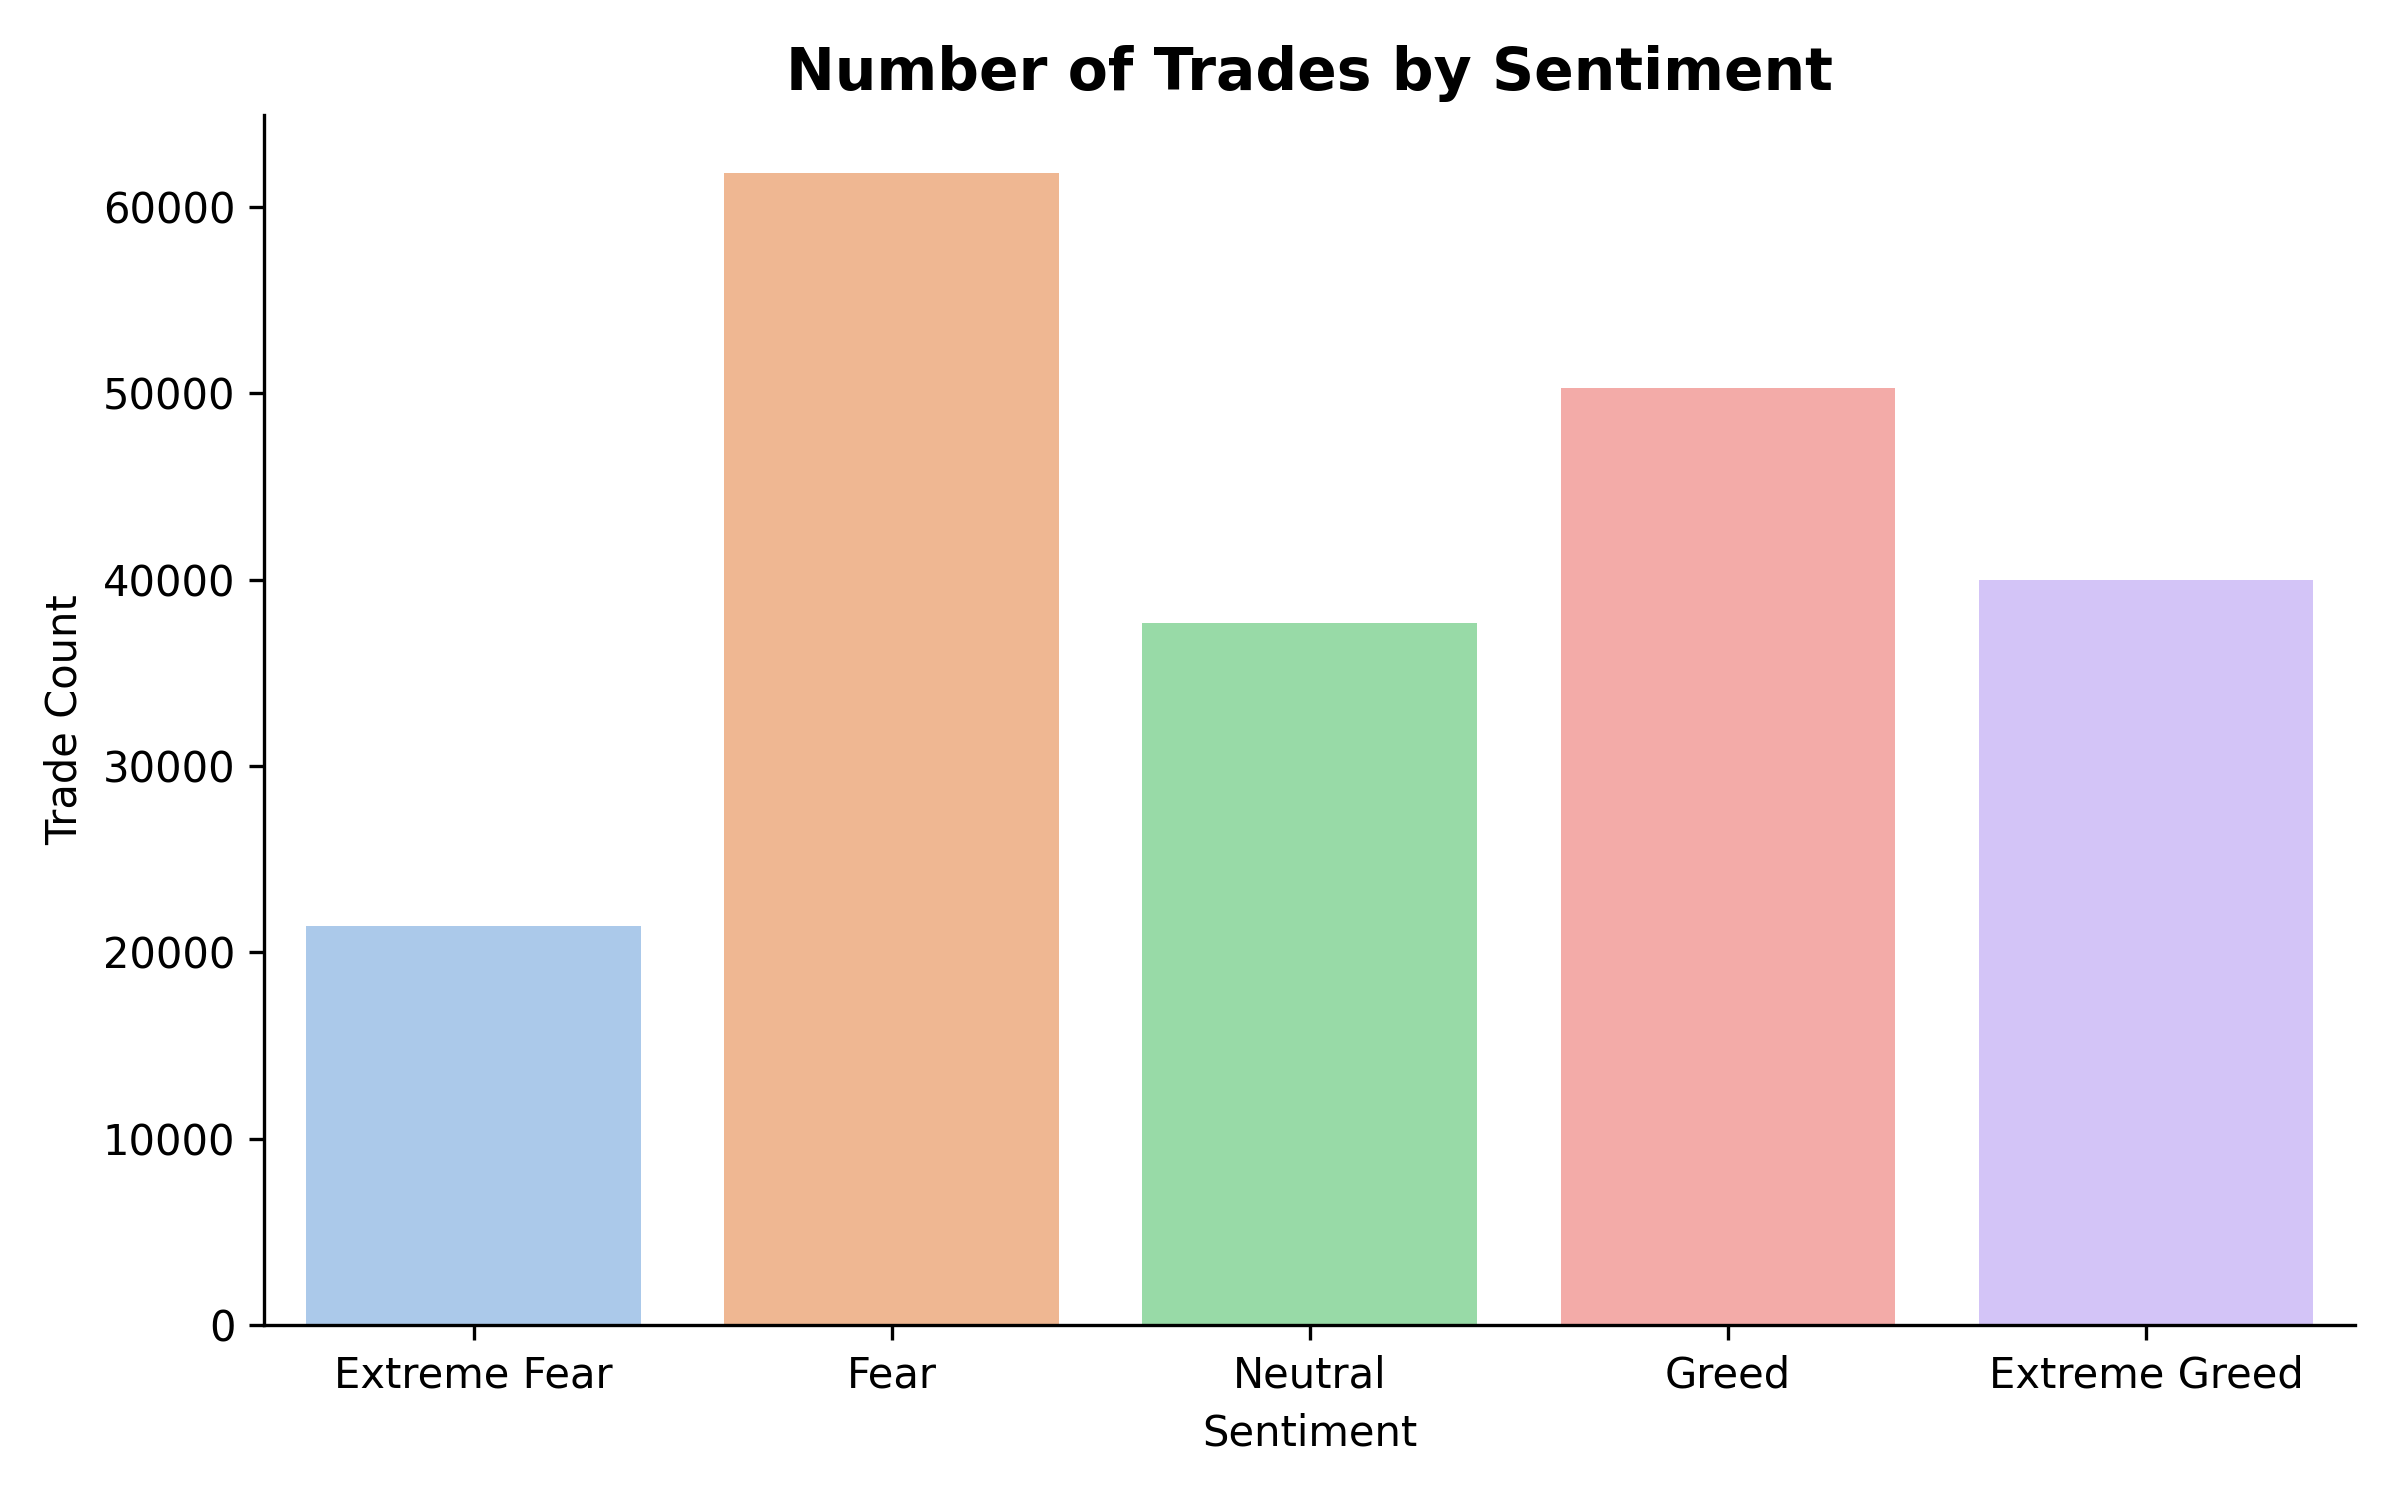 Number of Trades by Sentiment
Trade Count
60000
50000
40000
30000
20000
10000
0
Extreme Fear
Fear
Neutral
Greed
Extreme Greed
Sentiment